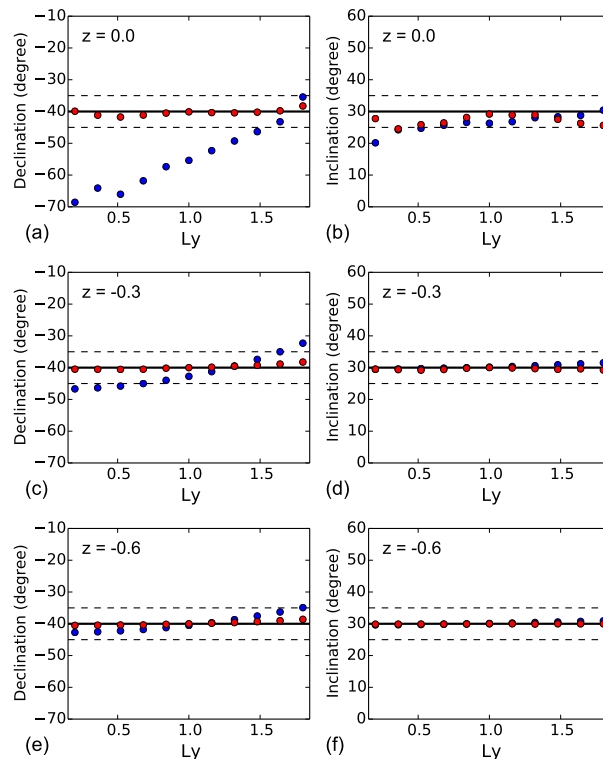 −10
−20
−30
−40
−50
−60
−70
Declination (degree)
z = 0.0
0.5
1.0
1.5
Ly
(a)
60
50
40
30
20
10
0
Inclination (degree)
z = 0.0
0.5
1.0
1.5
Ly
(b)
−10
−20
−30
−40
−50
−60
−70
Declination (degree)
z = -0.3
0.5
1.0
1.5
Ly
(c)
60
50
40
30
20
10
0
Inclination (degree)
z = -0.3
0.5
1.0
1.5
Ly
(d)
−10
−20
−30
−40
−50
−60
−70
Declination (degree)
z = -0.6
0.5
1.0
1.5
Ly
(e)
60
50
40
30
20
10
0
Inclination (degree)
z = -0.6
0.5
1.0
1.5
Ly
(f)